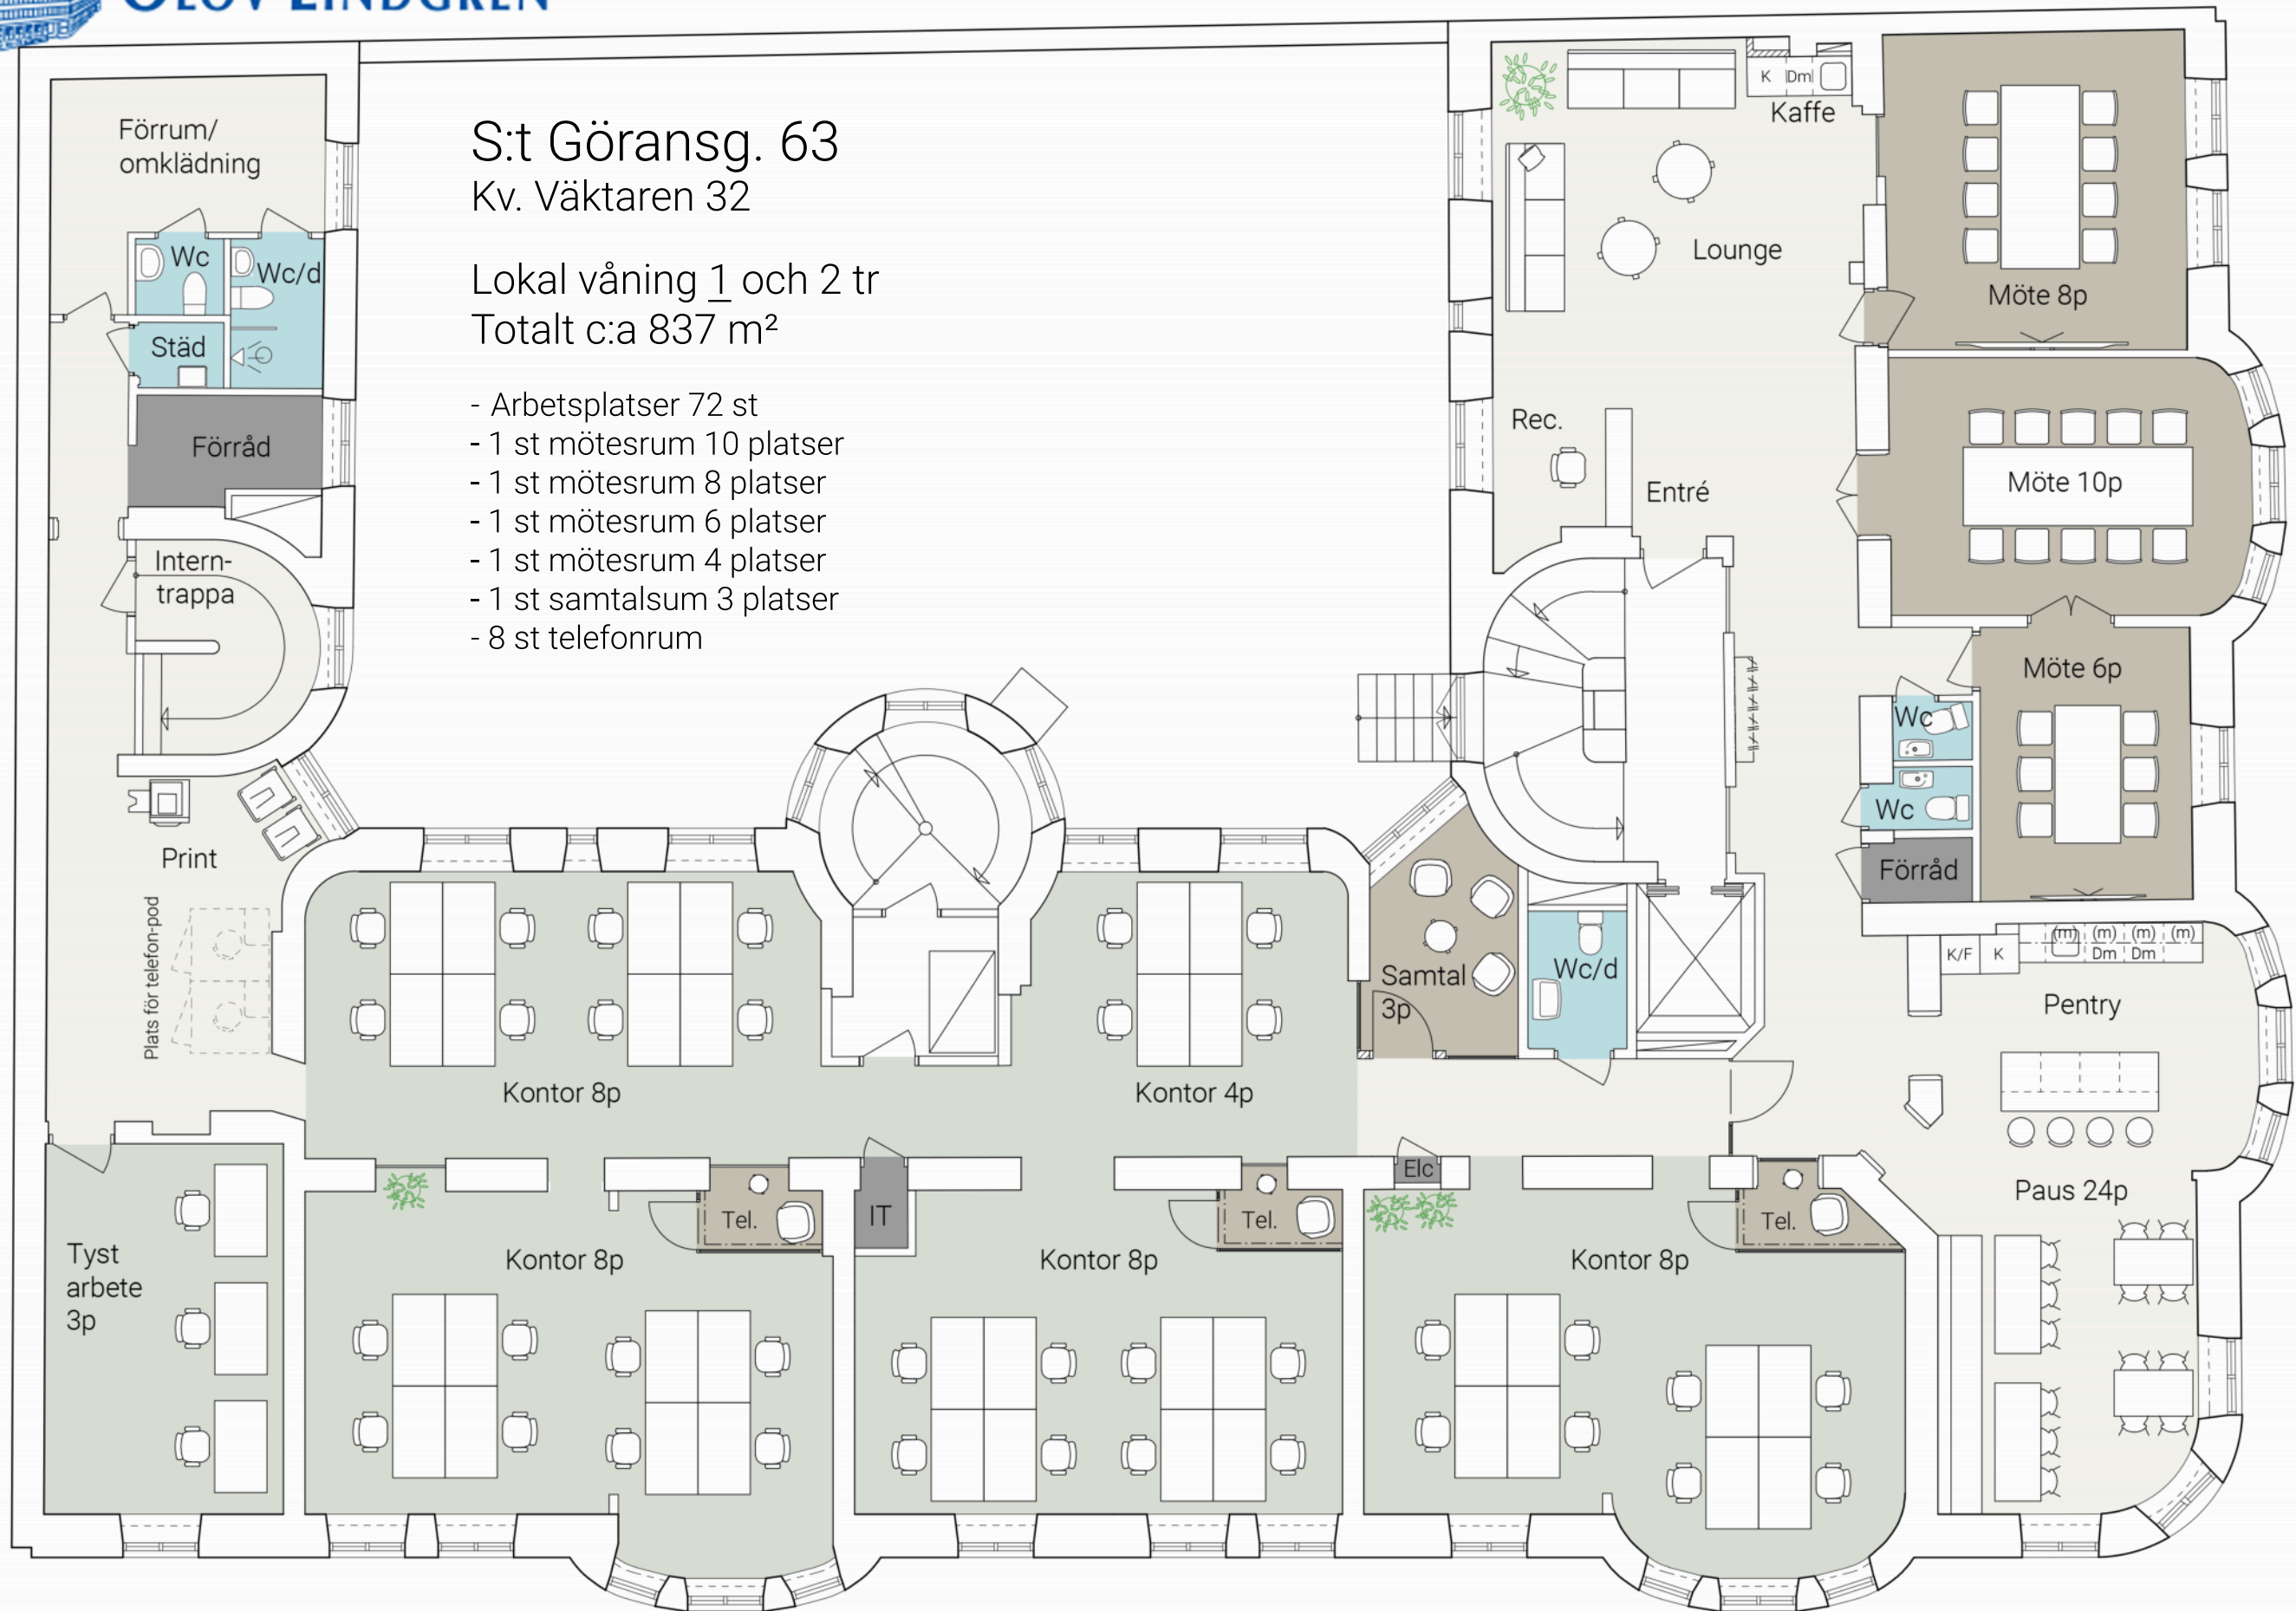 OLOV LINDGREN
S:t Göransg. 63
Kv. Väktaren 32
Lokal våning 1 och 2 tr
Totalt c:a 837 m²
- Arbetsplatser 72 st
- 1 st mötesrum 10 platser
- 1 st mötesrum 8 platser
- 1 st mötesrum 6 platser
- 1 st mötesrum 4 platser
- 1 st samtalsum 3 platser
- 8 st telefonrum
Förrum/
omklädning
Wc
Wc/d
Städ
Förråd
Intern-
trappa
Print
Plats för telefon-pod
Tyst
arbete
3p
K Dm
Kaffe
Lounge
Rec.
Entré
Möte 8p
Möte 10p
Möte 6p
Wc
Wc
Förråd
K/F K
(m) (m) (m) (m)
Dm Dm
Pentry
Paus 24p
Samtal
3p
Wc/d
Kontor 8p
Kontor 4p
Elc
IT
Tel.
Tel.
Tel.
Kontor 8p
Kontor 8p
Kontor 8p